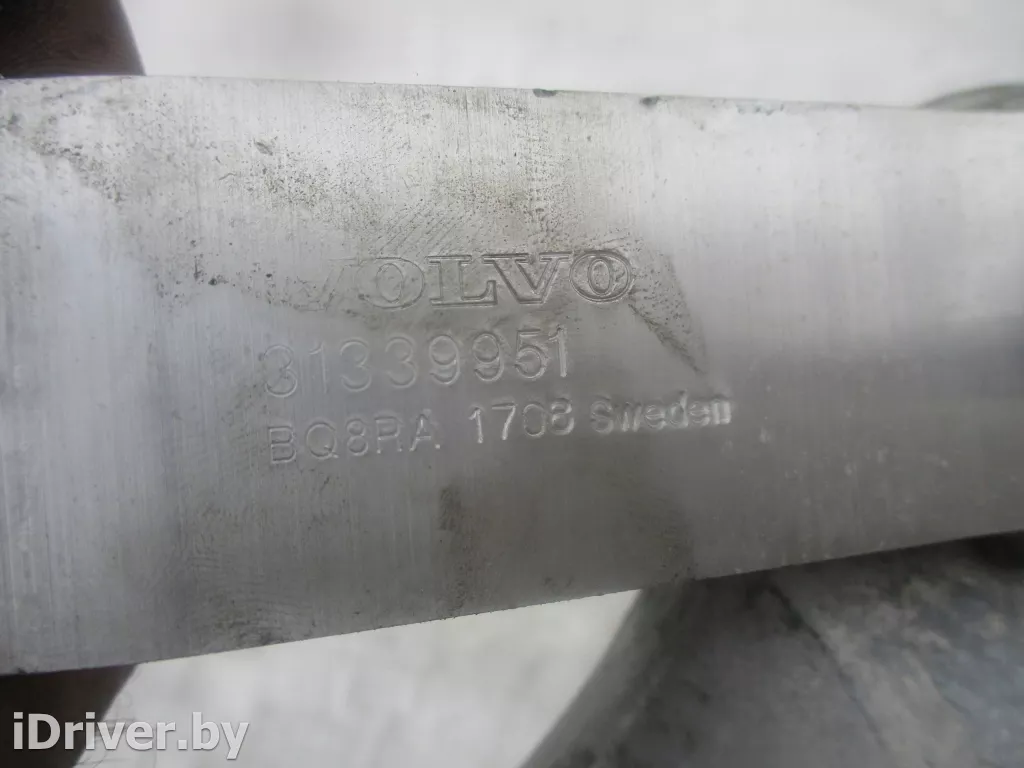 VOLVO
31339951
BQ8RA 1708 Sweden
iDriver.by